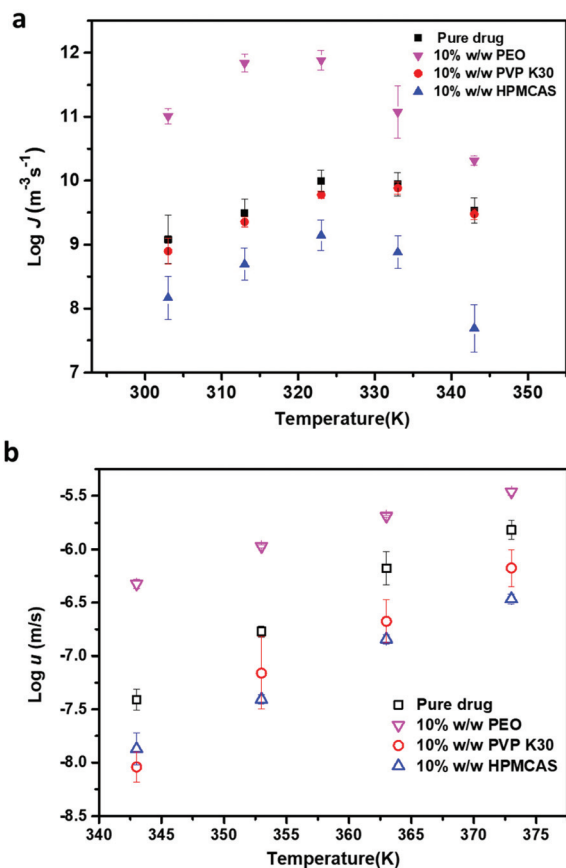 a
Pure drug
10% w/w PEO
10% w/w PVP K30
10% w/w HPMCAS
12
11
10
9
8
7
Log J (m⁻³s⁻¹)
300 310 320 330 340 350
Temperature(K)
b
-5.5
-6.0
-6.5
-7.0
-7.5
-8.0
-8.5
Log u (m/s)
Pure drug
10% w/w PEO
10% w/w PVP K30
10% w/w HPMCAS
340 345 350 355 360 365 370 375
Temperature(K)